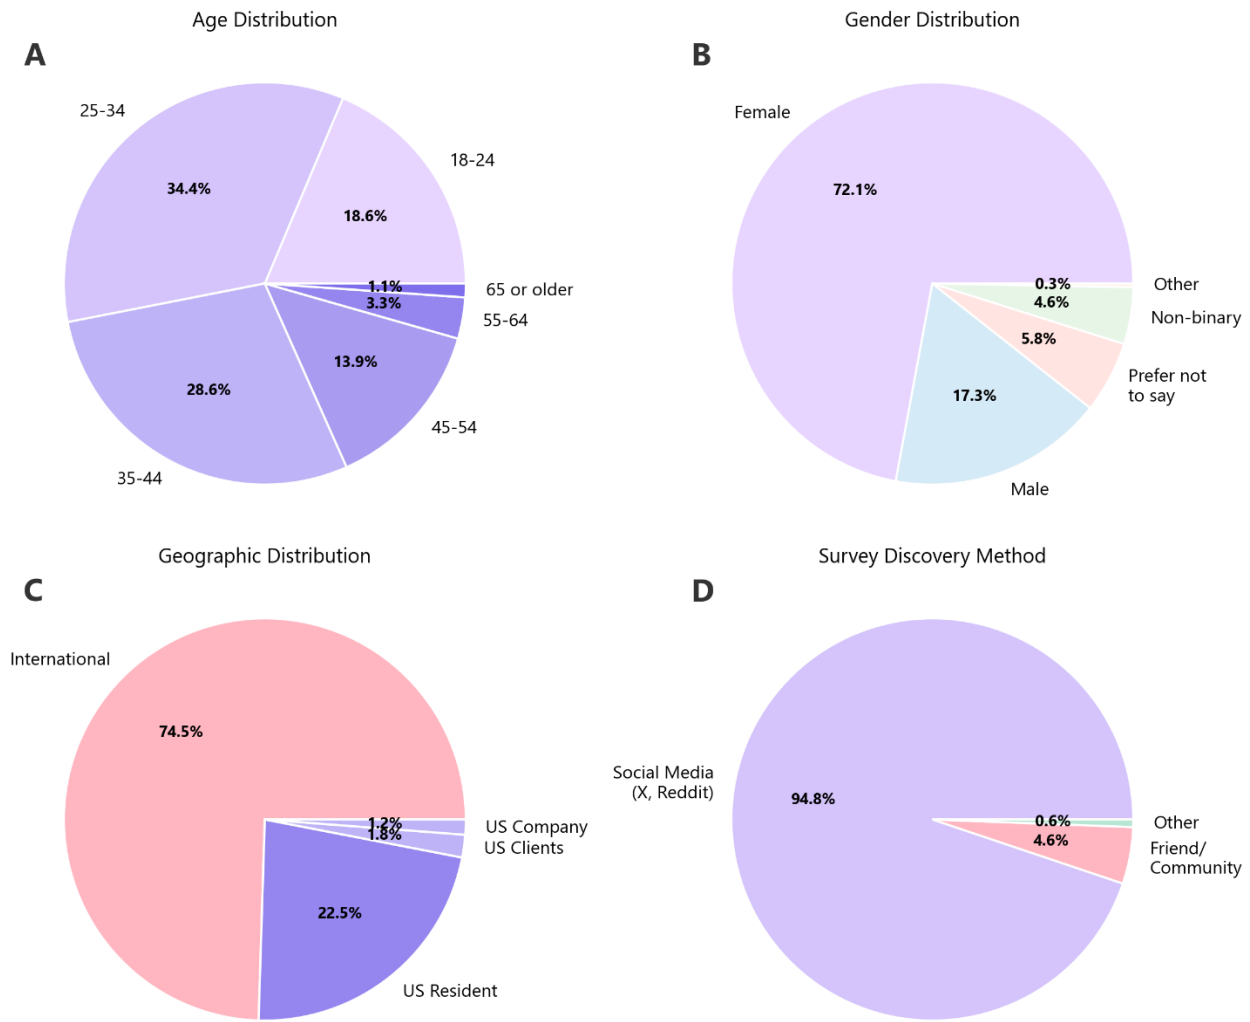 Age Distribution
A
25-34
34.4%
18-24
18.6%
1.1%
65 or older
3.3%
55-64
13.9%
45-54
28.6%
35-44
Gender Distribution
B
Female
72.1%
0.3%
Other
4.6%
Non-binary
5.8%
Prefer not
to say
17.3%
Male
Geographic Distribution
C
International
74.5%
1.2%
US Company
1.8%
US Clients
22.5%
US Resident
Survey Discovery Method
D
Social Media
(X, Reddit)
94.8%
0.6%
Other
4.6%
Friend/
Community